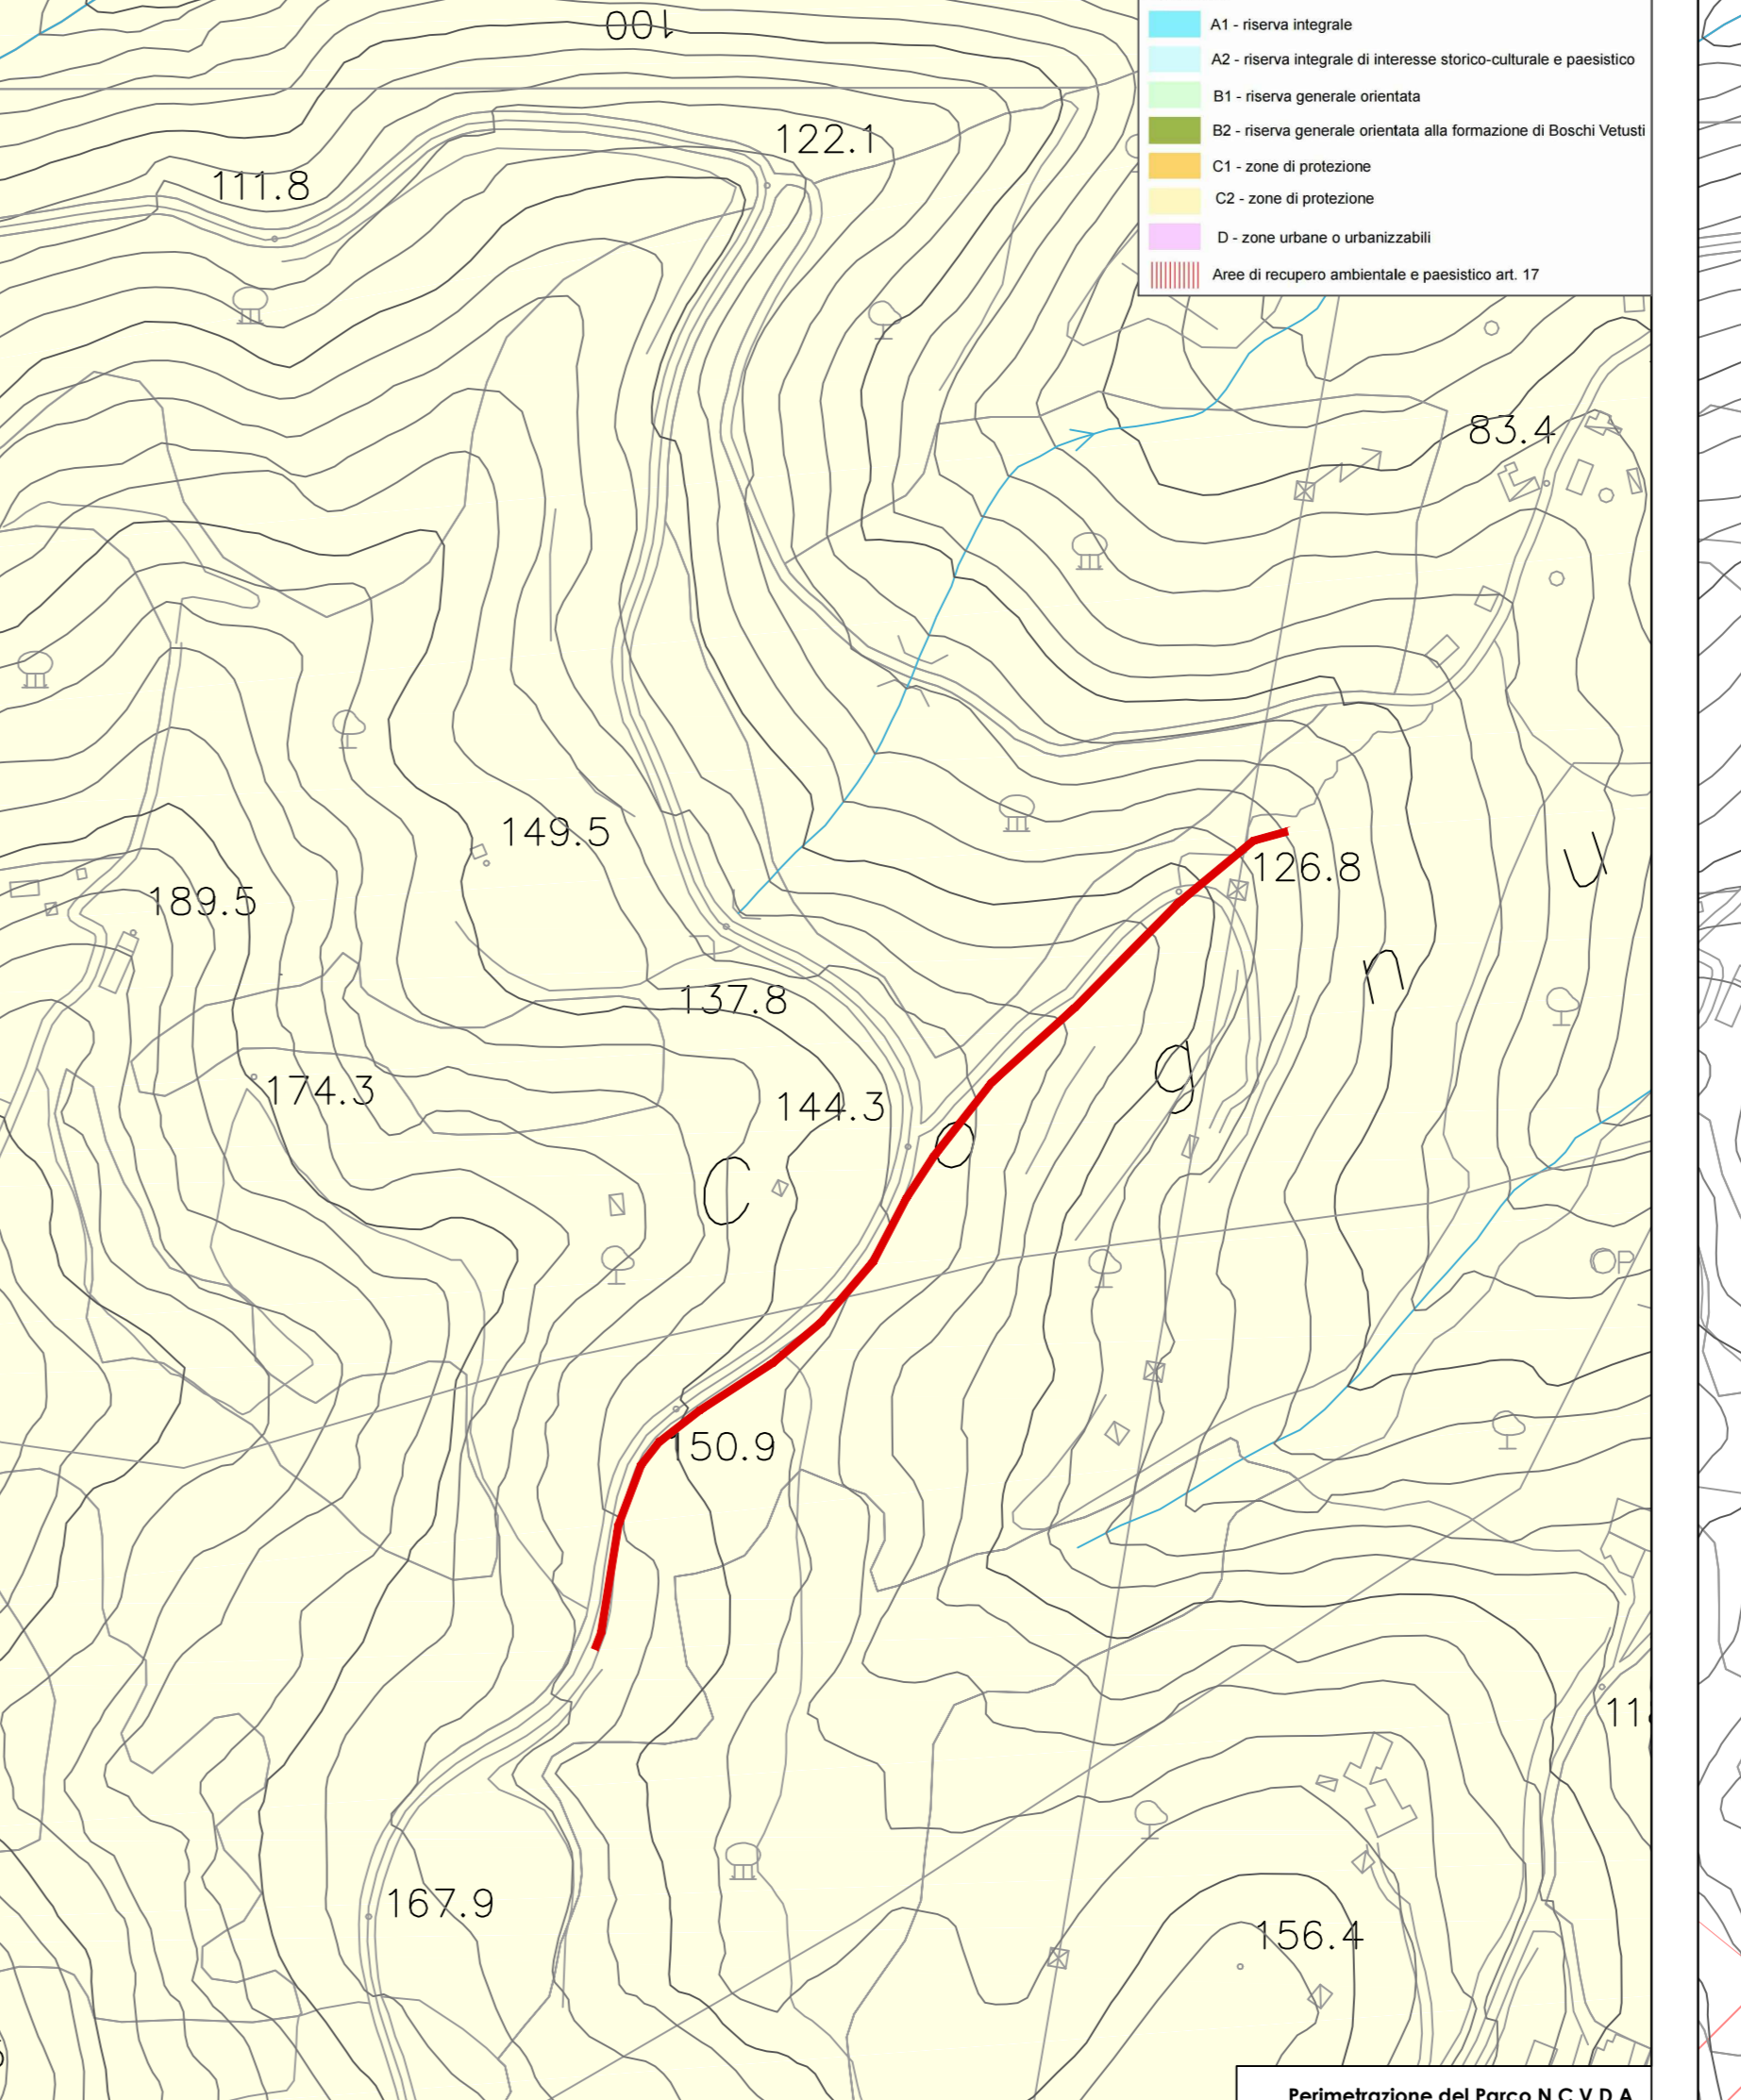 A1 - riserva integrale
A2 - riserva integrale di interesse storico-culturale e paesistico
B1 - riserva generale orientata
B2 - riserva generale orientata alla formazione di Boschi Vetusti
C1 - zone di protezione
C2 - zone di protezione
D - zone urbane o urbanizzabili
Aree di recupero ambientale e paesistico art. 17
100
122.1
111.8
83.4
149.5
126.8
189.5
137.8
174.3
144.3
C o g n u
OP
150.9
167.9
156.4
Perimetrazione del Parco N.C.V.D.A.